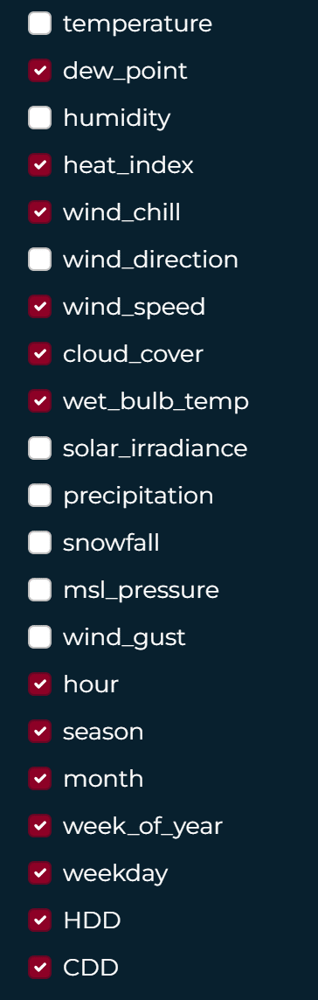 temperature
dew_point
humidity
heat_index
wind_chill
wind_direction
wind_speed
cloud_cover
wet_bulb_temp
solar_irradiance
precipitation
snowfall
msl_pressure
wind_gust
hour
season
month
week_of_year
weekday
HDD
CDD